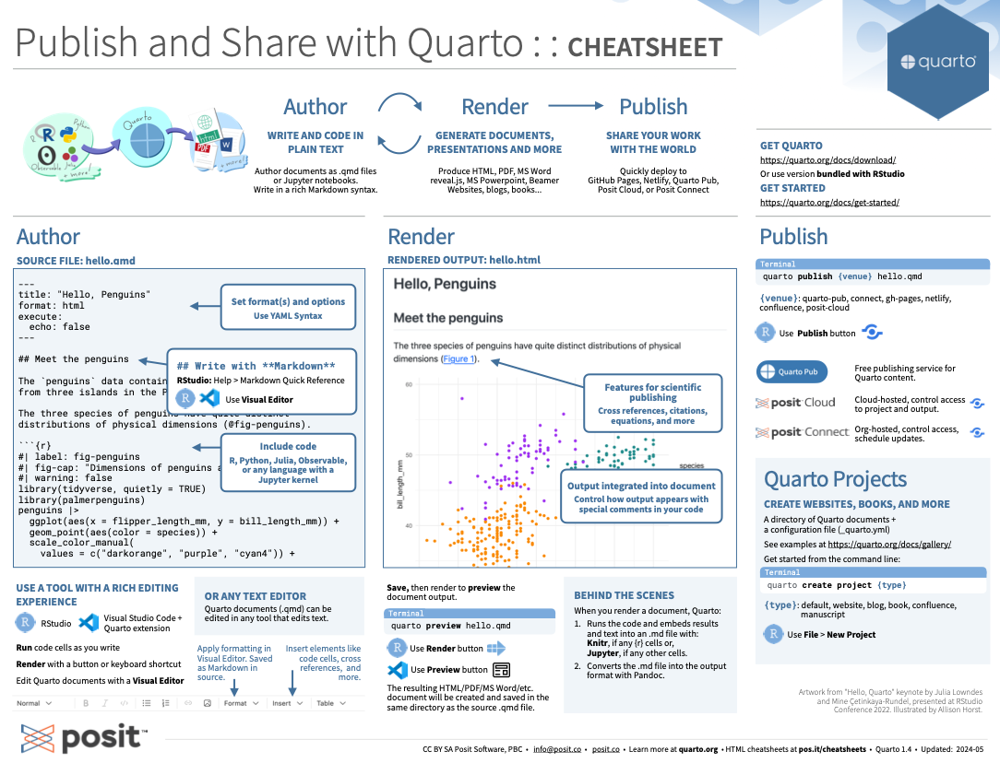 Publish and Share with Quarto : : CHEATSHEET
quarto
R
Python
Observable
Julia
+ more!
Quarto
html
PDF
W
+ more!
Author
WRITE AND CODE IN
PLAIN TEXT
Author documents as .qmd files
or Jupyter notebooks.
Write in a rich Markdown syntax.
Render
GENERATE DOCUMENTS,
PRESENTATIONS AND MORE
Produce HTML, PDF, MS Word
reveal.js, MS Powerpoint, Beamer
Websites, blogs, books...
Publish
SHARE YOUR WORK
WITH THE WORLD
Quickly deploy to
GitHub Pages, Netlify, Quarto Pub,
Posit Cloud, or Posit Connect
GET QUARTO
https://quarto.org/docs/download/
Or use version bundled with RStudio
GET STARTED
https://quarto.org/docs/get-started/
Author
SOURCE FILE: hello.qmd
---
title: "Hello, Penguins"
format: html
execute:
  echo: false
---
Set format(s) and options
Use YAML Syntax
## Meet the penguins
The `penguins` data contain
from three islands in the P
The three species of penguins have quite distinct
distributions of physical dimensions (@fig-penguins).
## Write with **Markdown**
RStudio: Help > Markdown Quick Reference
R Use Visual Editor
```{r}
#| label: fig-penguins
#| fig-cap: "Dimensions of penguins a
#| warning: false
library(tidyverse, quietly = TRUE)
library(palmerpenguins)
penguins |>
  ggplot(aes(x = flipper_length_mm, y = bill_length_mm)) +
  geom_point(aes(color = species)) +
  scale_color_manual(
    values = c("darkorange", "purple", "cyan4")) +
Include code
R, Python, Julia, Observable,
or any language with a
Jupyter kernel
USE A TOOL WITH A RICH EDITING
EXPERIENCE
R RStudio
Visual Studio Code +
Quarto extension
Run code cells as you write
Render with a button or keyboard shortcut
Edit Quarto documents with a Visual Editor
OR ANY TEXT EDITOR
Quarto documents (.qmd) can be
edited in any tool that edits text.
Apply formatting in
Visual Editor. Saved
as Markdown in
source.
Insert elements like
code cells, cross
references, and
more.
Normal B I </> Format Insert Table
Render
RENDERED OUTPUT: hello.html
Hello, Penguins
Meet the penguins
The three species of penguins have quite distinct distributions of physical
dimensions (Figure 1).
60
50
40
bill_length_mm
species
Features for scientific
publishing
Cross references, citations,
equations, and more
Output integrated into document
Control how output appears with
special comments in your code
Save, then render to preview the
document output.
Terminal
quarto preview hello.qmd
R Use Render button
Use Preview button
The resulting HTML/PDF/MS Word/etc.
document will be created and saved in the
same directory as the source .qmd file.
BEHIND THE SCENES
When you render a document, Quarto:
1. Runs the code and embeds results
and text into an .md file with:
Knitr, if any {r} cells or,
Jupyter, if any other cells.
2. Converts the .md file into the output
format with Pandoc.
Publish
Terminal
quarto publish {venue} hello.qmd
{venue}: quarto-pub, connect, gh-pages, netlify,
confluence, posit-cloud
R Use Publish button
Quarto Pub
Free publishing service for
Quarto content.
posit Cloud
Cloud-hosted, control access
to project and output.
posit Connect
Org-hosted, control access,
schedule updates.
Quarto Projects
CREATE WEBSITES, BOOKS, AND MORE
A directory of Quarto documents +
a configuration file (_quarto.yml)
See examples at https://quarto.org/docs/gallery/
Get started from the command line:
Terminal
quarto create project {type}
{type}: default, website, blog, book, confluence,
manuscript
R Use File > New Project
Artwork from "Hello, Quarto" keynote by Julia Lowndes
and Mine Çetinkaya-Rundel, presented at RStudio
Conference 2022. Illustrated by Allison Horst.
posit™
CC BY SA Posit Software, PBC • info@posit.co • posit.co • Learn more at quarto.org • HTML cheatsheets at pos.it/cheatsheets • Quarto 1.4 • Updated: 2024-05